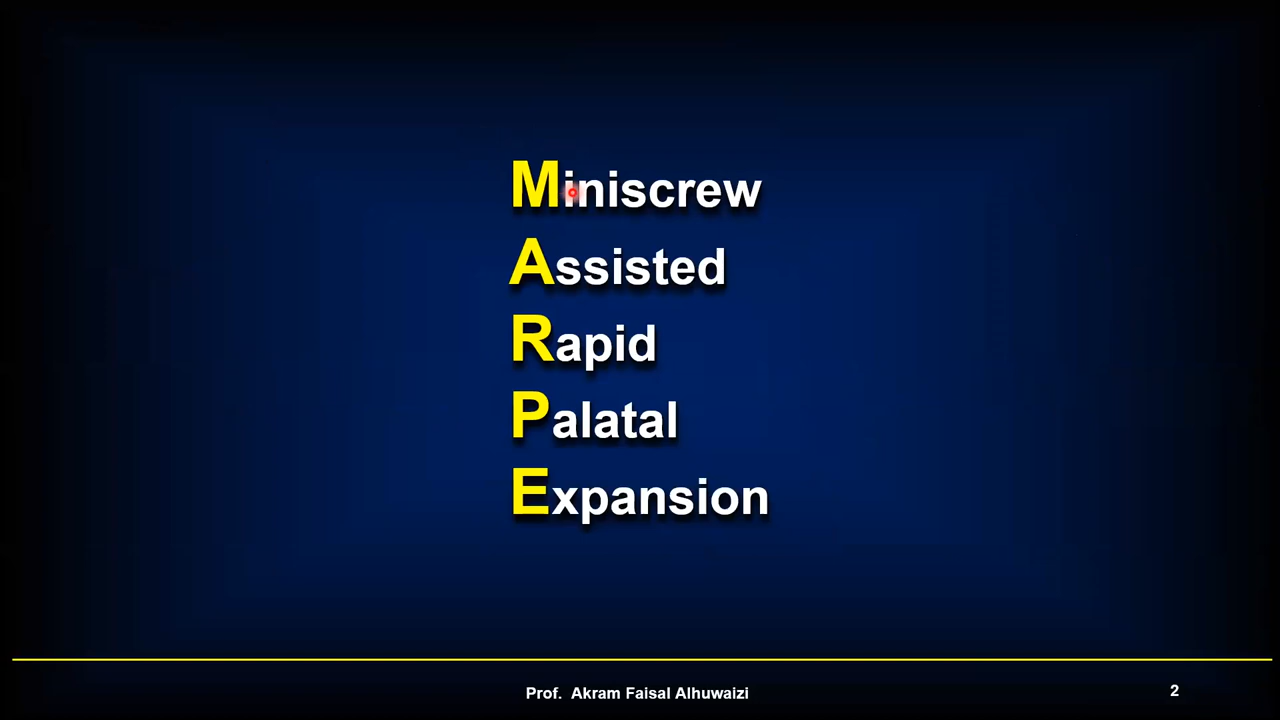 Miniscrew
Assisted
Rapid
Palatal
Expansion
Prof. Akram Faisal Alhuwaizi
2